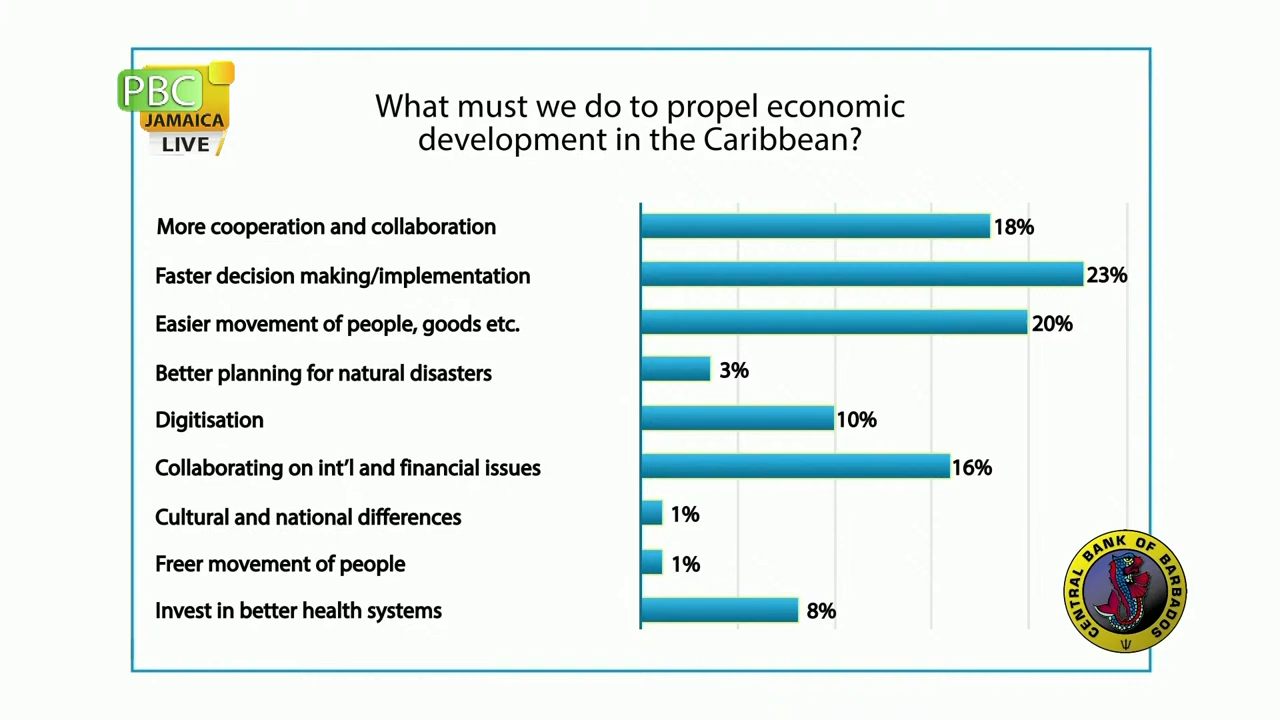 PBC
JAMAICA
LIVE
What must we do to propel economic
development in the Caribbean?
More cooperation and collaboration 18%
Faster decision making/implementation 23%
Easier movement of people, goods etc. 20%
Better planning for natural disasters 3%
Digitisation 10%
Collaborating on int'l and financial issues 16%
Cultural and national differences 1%
Freer movement of people 1%
Invest in better health systems 8%
CENTRAL BANK OF BARBADOS